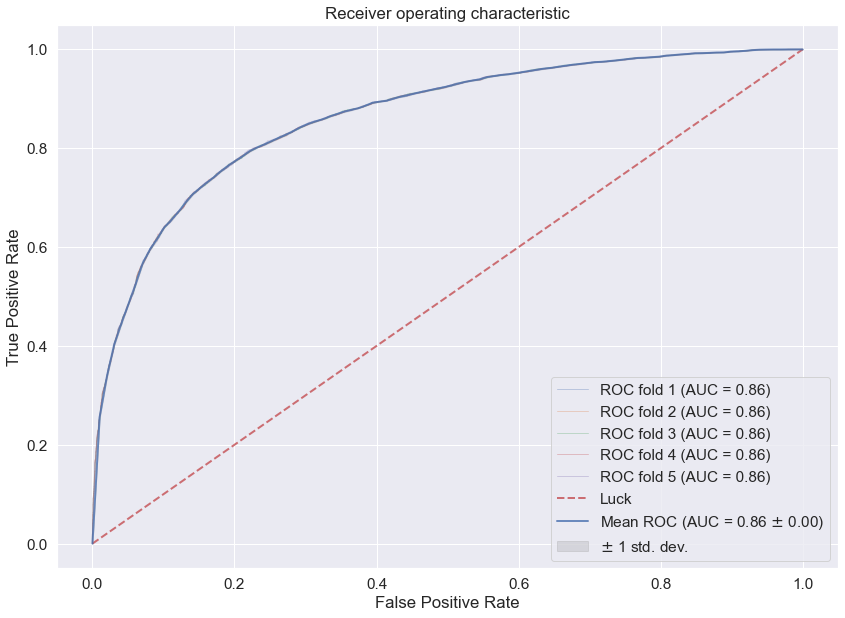 Receiver operating characteristic
True Positive Rate
1.0
0.8
0.6
0.4
0.2
0.0
ROC fold 1 (AUC = 0.86)
ROC fold 2 (AUC = 0.86)
ROC fold 3 (AUC = 0.86)
ROC fold 4 (AUC = 0.86)
ROC fold 5 (AUC = 0.86)
Luck
Mean ROC (AUC = 0.86 ± 0.00)
± 1 std. dev.
0.0 0.2 0.4 0.6 0.8 1.0
False Positive Rate